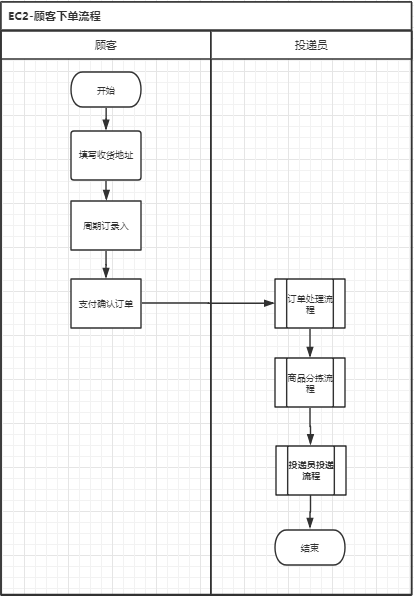 EC2-顾客下单流程
顾客
投递员
开始
填写收货地址
周期订录入
支付确认订单
订单处理流
程
商品分拣流
程
投递员投递
流程
结束